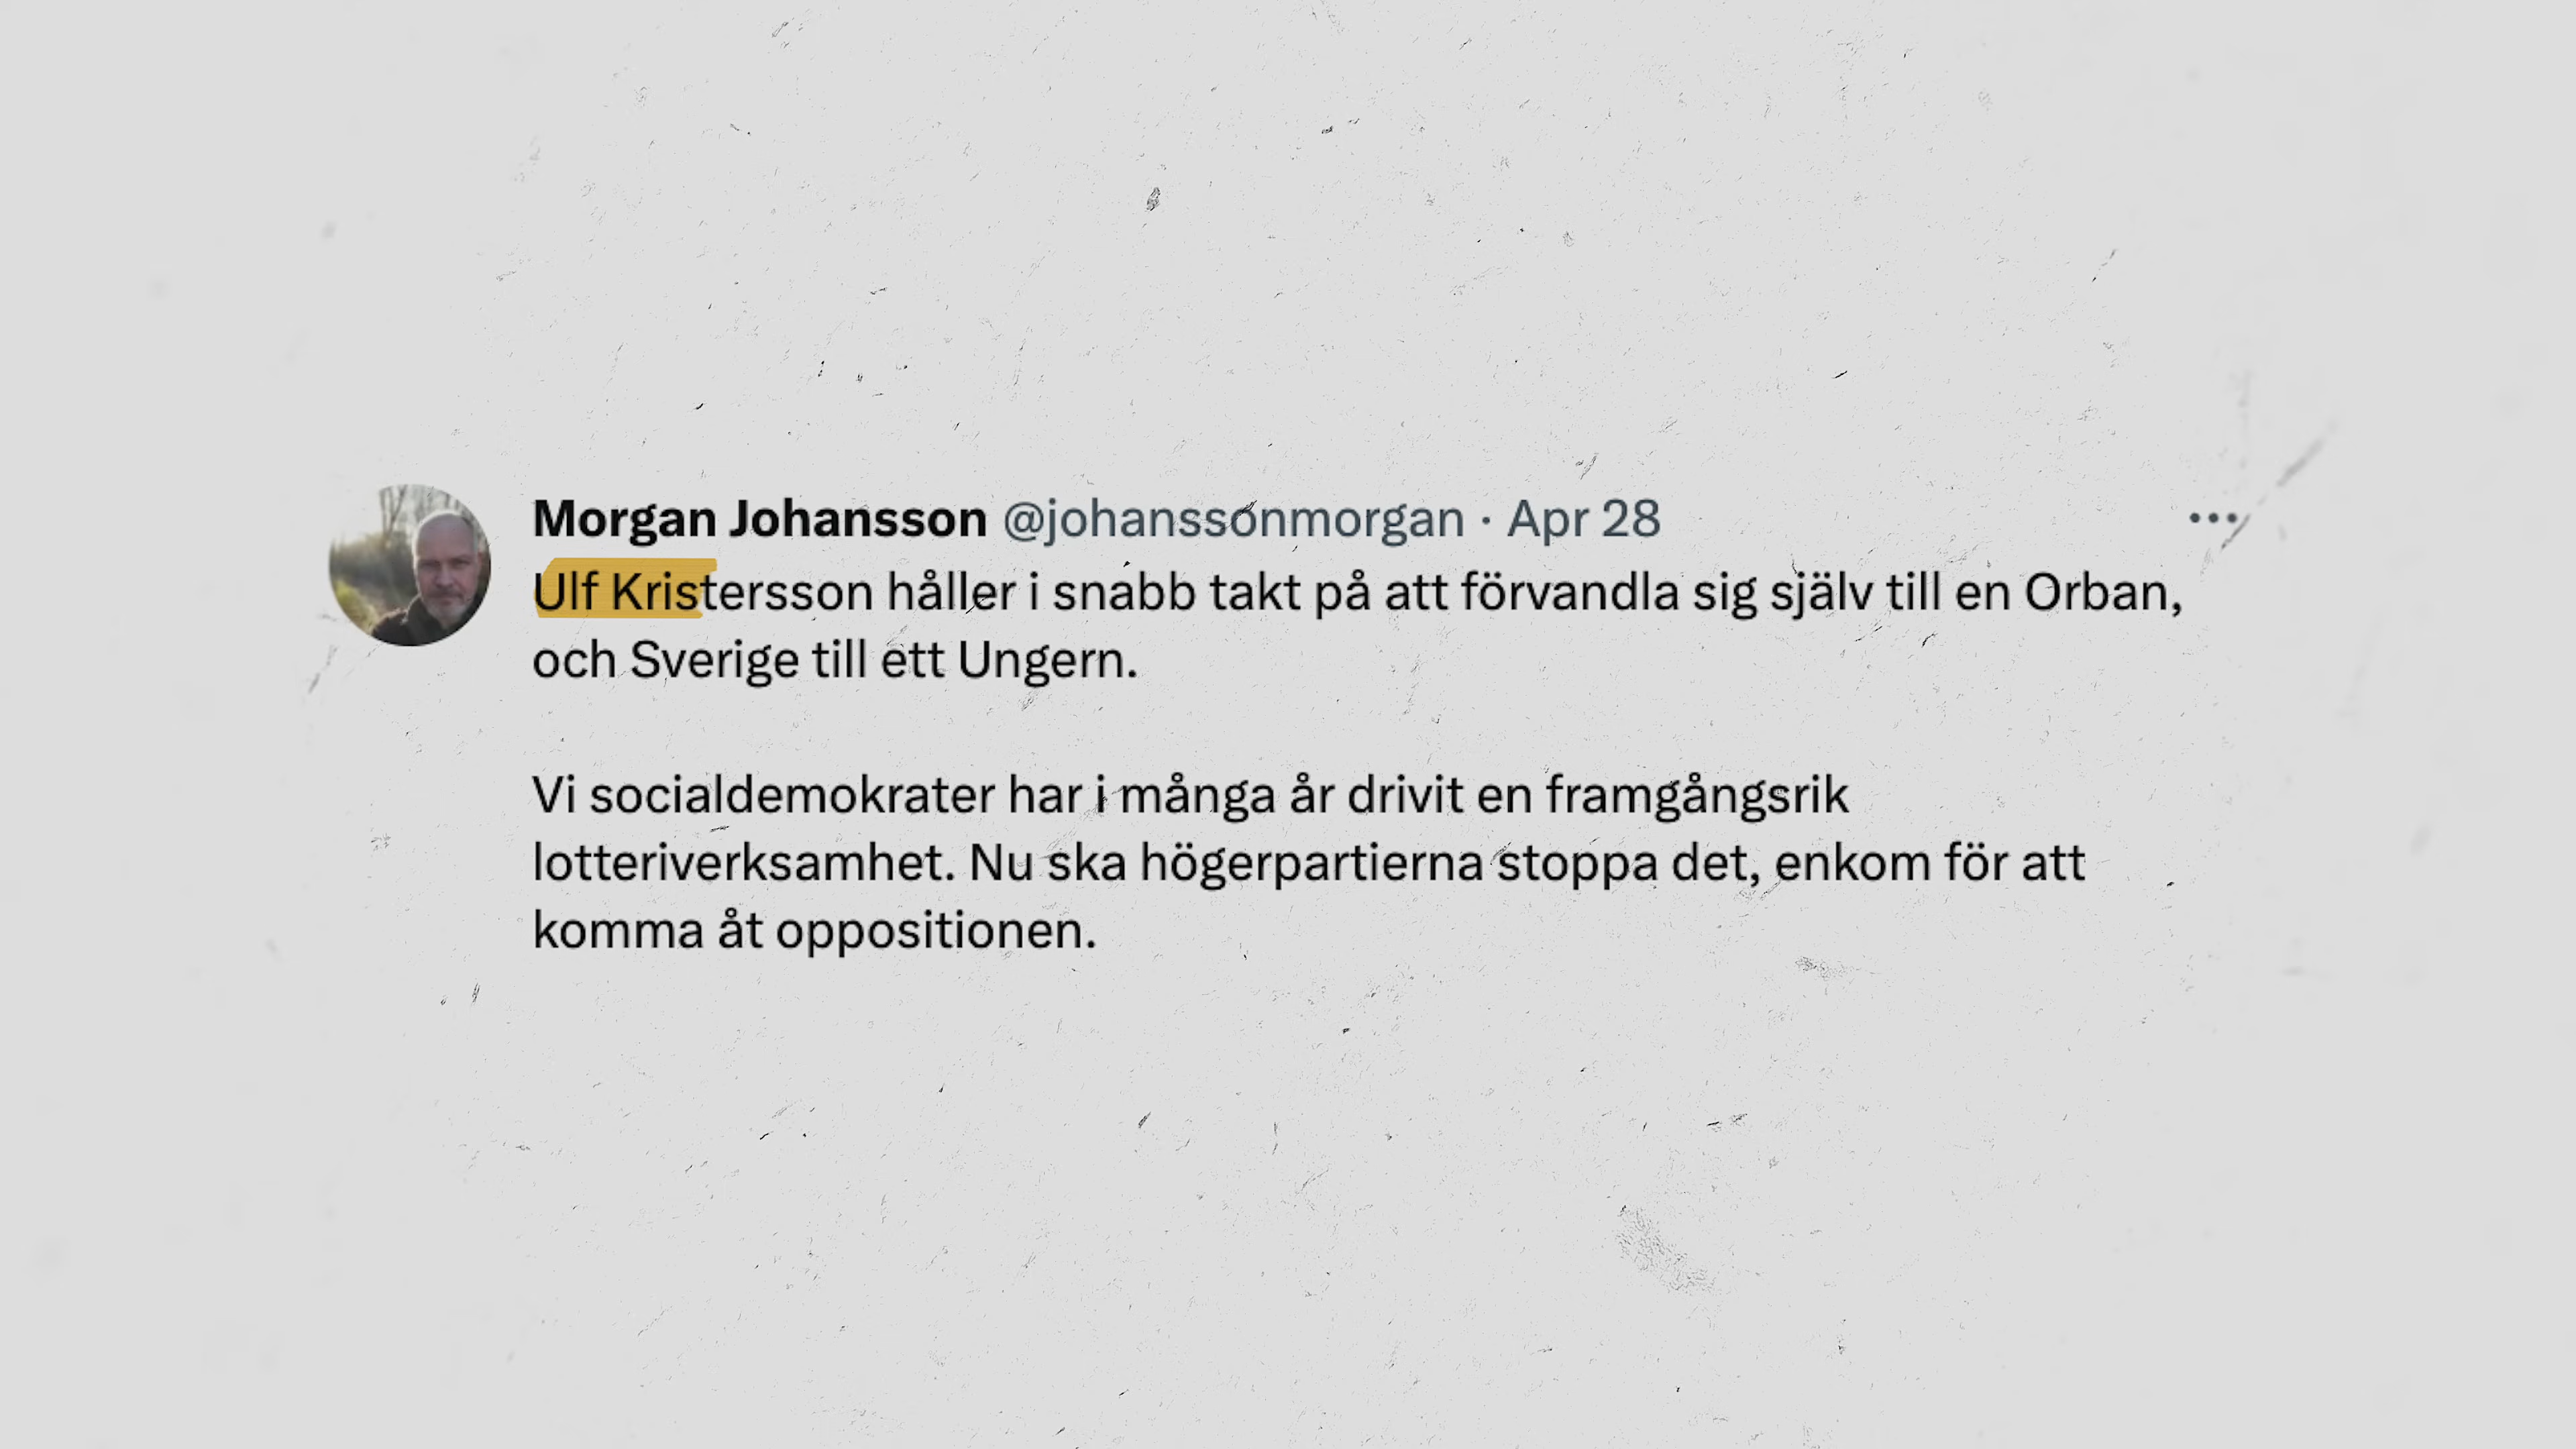 Morgan Johansson @johanssonmorgan · Apr 28
Ulf Kristersson håller i snabb takt på att förvandla sig själv till en Orban,
och Sverige till ett Ungern.
Vi socialdemokrater har i många år drivit en framgångsrik
lotteriverksamhet. Nu ska högerpartierna stoppa det, enkom för att
komma åt oppositionen.